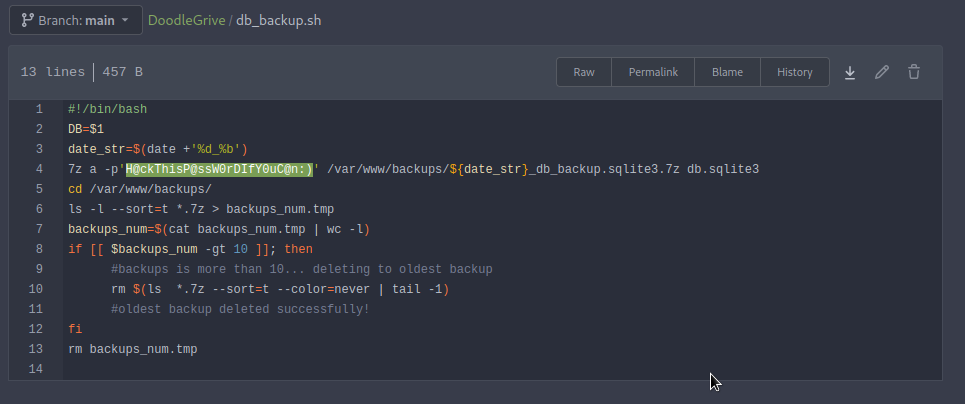 Branch: main DoodleGrive / db_backup.sh
13 lines 457 B Raw Permalink Blame History
1 #!/bin/bash
2 DB=$1
3 date_str=$(date +'%d_%b')
4 7z a -p'H@ckThisP@ssW0rDIfY0uC@n:)' /var/www/backups/${date_str}_db_backup.sqlite3.7z db.sqlite3
5 cd /var/www/backups/
6 ls -l --sort=t *.7z > backups_num.tmp
7 backups_num=$(cat backups_num.tmp | wc -l)
8 if [[ $backups_num -gt 10 ]]; then
9 #backups is more than 10... deleting to oldest backup
10 rm $(ls  *.7z --sort=t --color=never | tail -1)
11 #oldest backup deleted successfully!
12 fi
13 rm backups_num.tmp
14